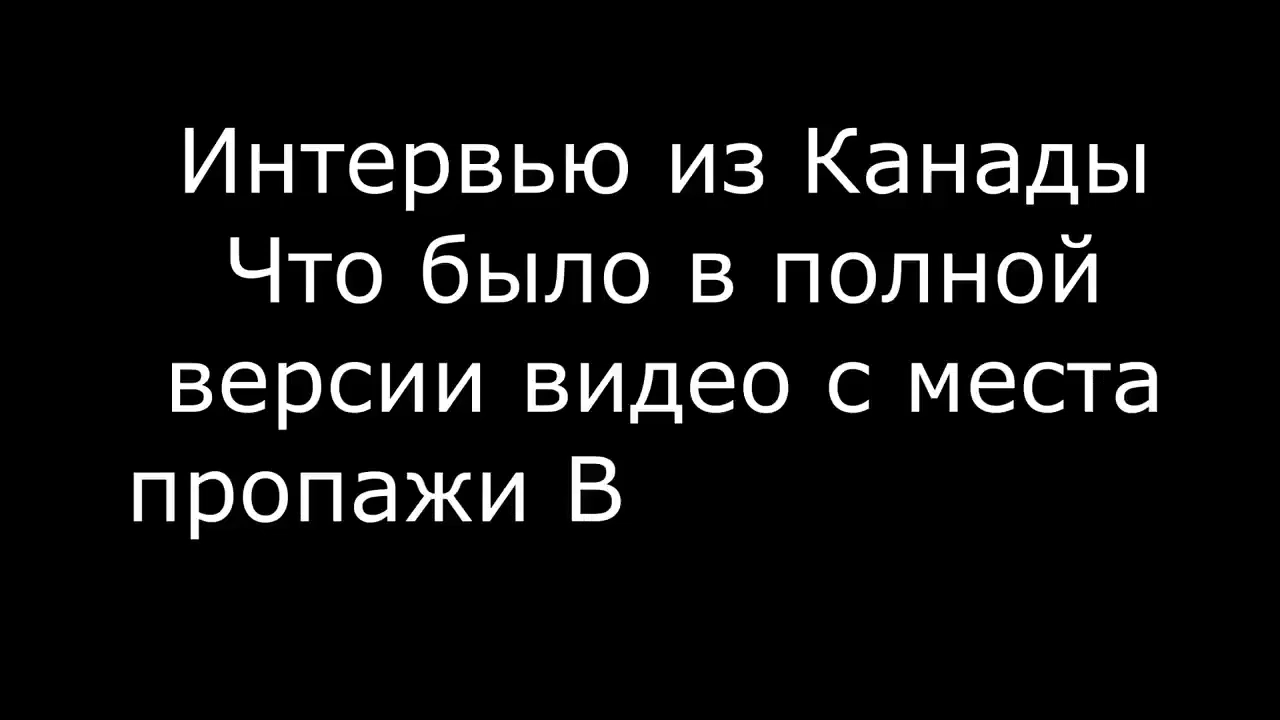 Интервью из Канады
Что было в полной
версии видео с места
пропажи В